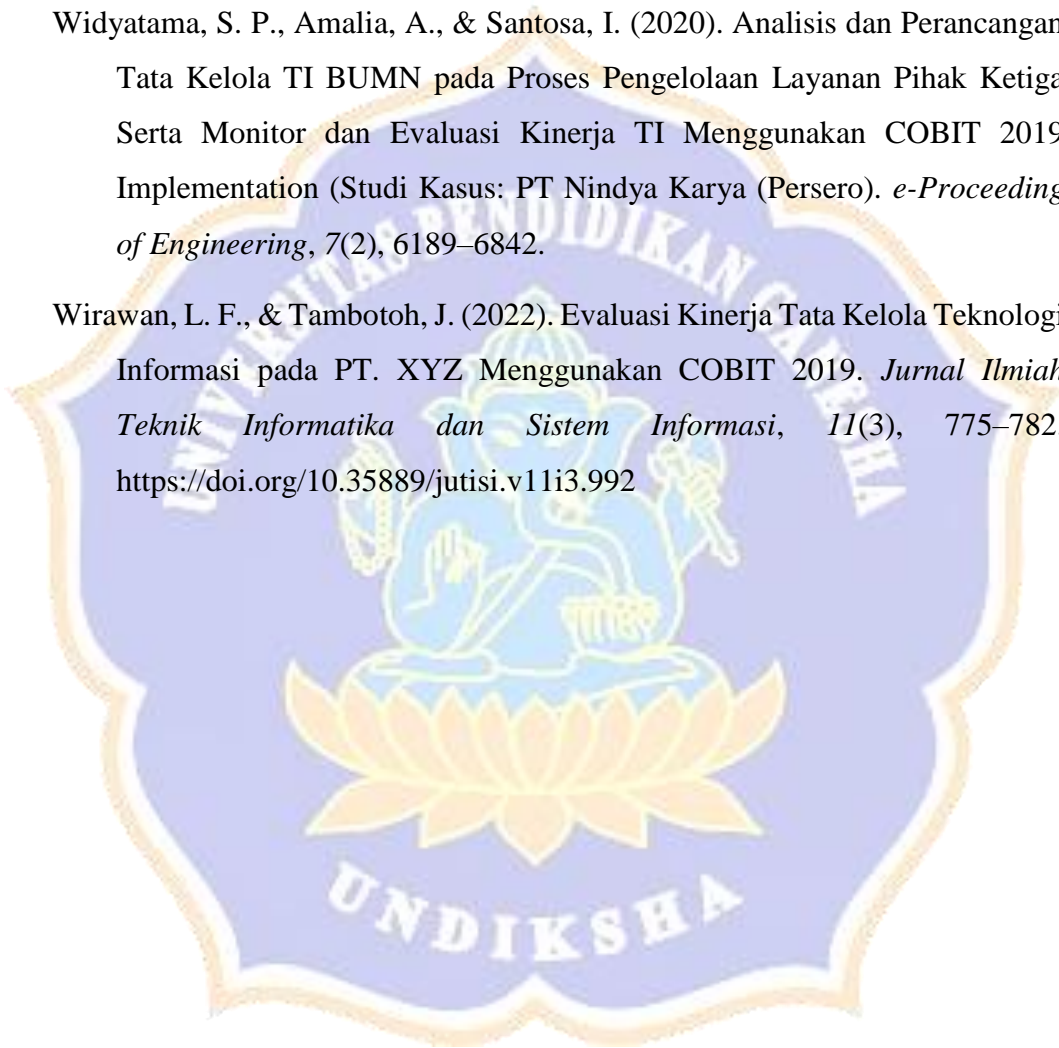 Widyatama, S. P., Amalia, A., & Santosa, I. (2020). Analisis dan Perancangan
Tata Kelola TI BUMN pada Proses Pengelolaan Layanan Pihak Ketiga
Serta Monitor dan Evaluasi Kinerja TI Menggunakan COBIT 2019
Implementation (Studi Kasus: PT Nindya Karya (Persero). e-Proceeding
of Engineering, 7(2), 6189–6842.
Wirawan, L. F., & Tambotoh, J. (2022). Evaluasi Kinerja Tata Kelola Teknologi
Informasi pada PT. XYZ Menggunakan COBIT 2019. Jurnal Ilmiah
Teknik Informatika dan Sistem Informasi, 11(3), 775–782.
https://doi.org/10.35889/jutisi.v11i3.992
UNIVERSITAS PENDIDIKAN GANESHA
UNDIKSHA